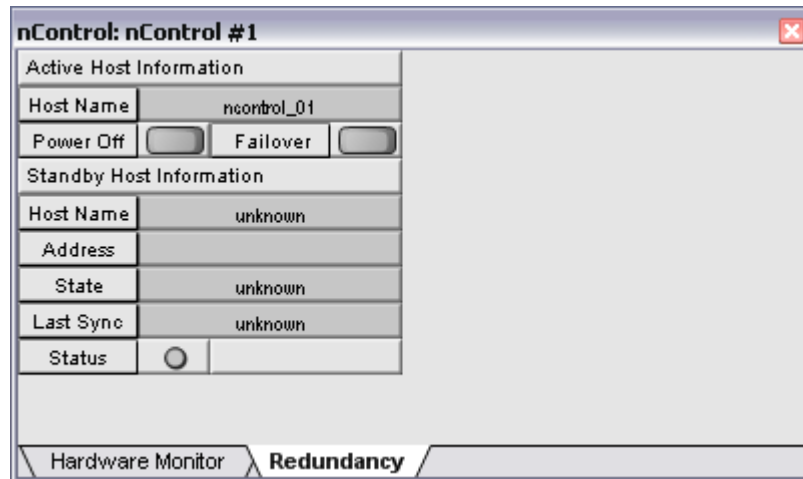 nControl: nControl #1
Active Host Information
Host Name ncontrol_01
Power Off Failover
Standby Host Information
Host Name unknown
Address
State unknown
Last Sync unknown
Status
Hardware Monitor Redundancy